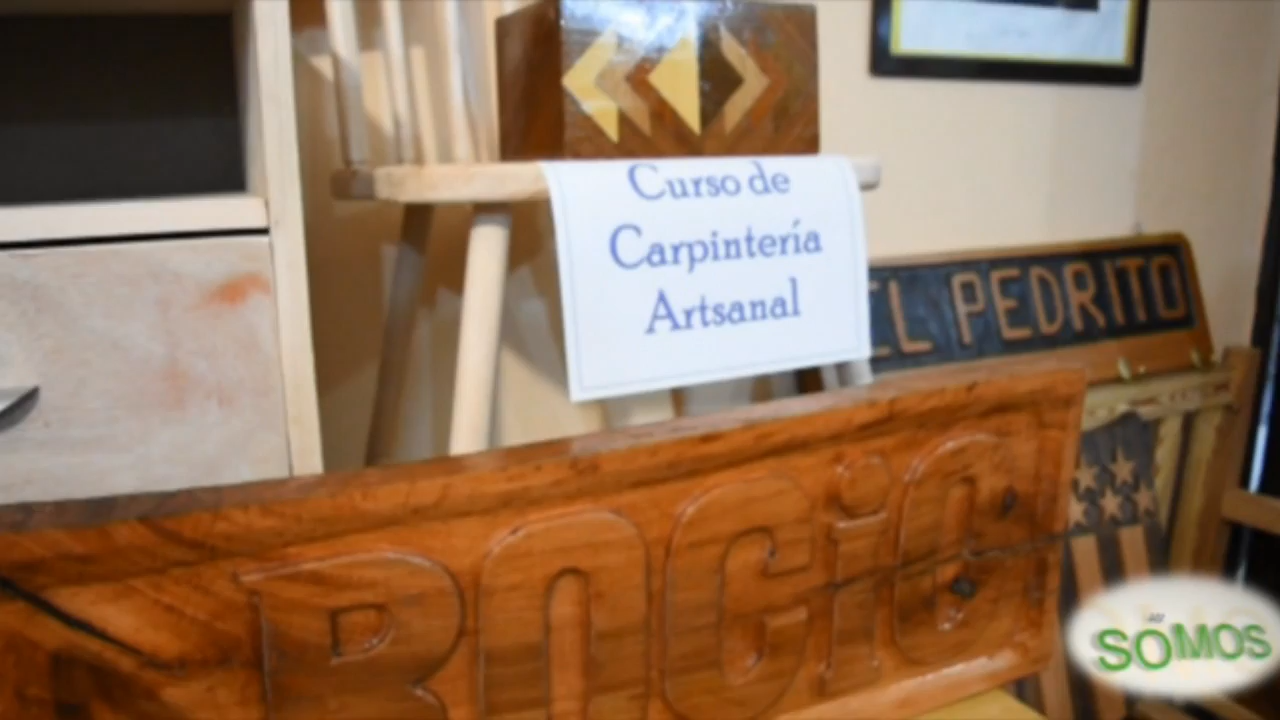 Curso de
Carpintería
Artsanal
EL PEDRITO
ROCiO
SOMOS